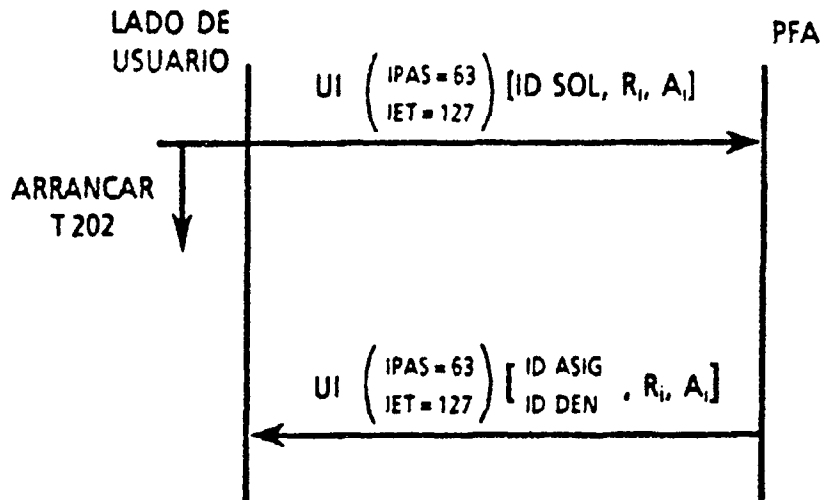 LADO DE
USUARIO
PFA
UI ( IPAS = 63
IET = 127 ) [ID SOL, Rᵢ, Aᵢ]
ARRANCAR
T 202
UI ( IPAS = 63
IET = 127 ) [ ID ASIG
ID DEN , Rᵢ, Aᵢ]